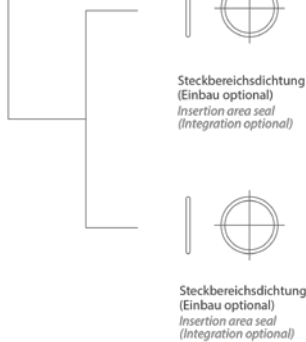 Steckbereichsdichtung
(Einbau optional)
Insertion area seal
(Integration optional)
Steckbereichsdichtung
(Einbau optional)
Insertion area seal
(Integration optional)